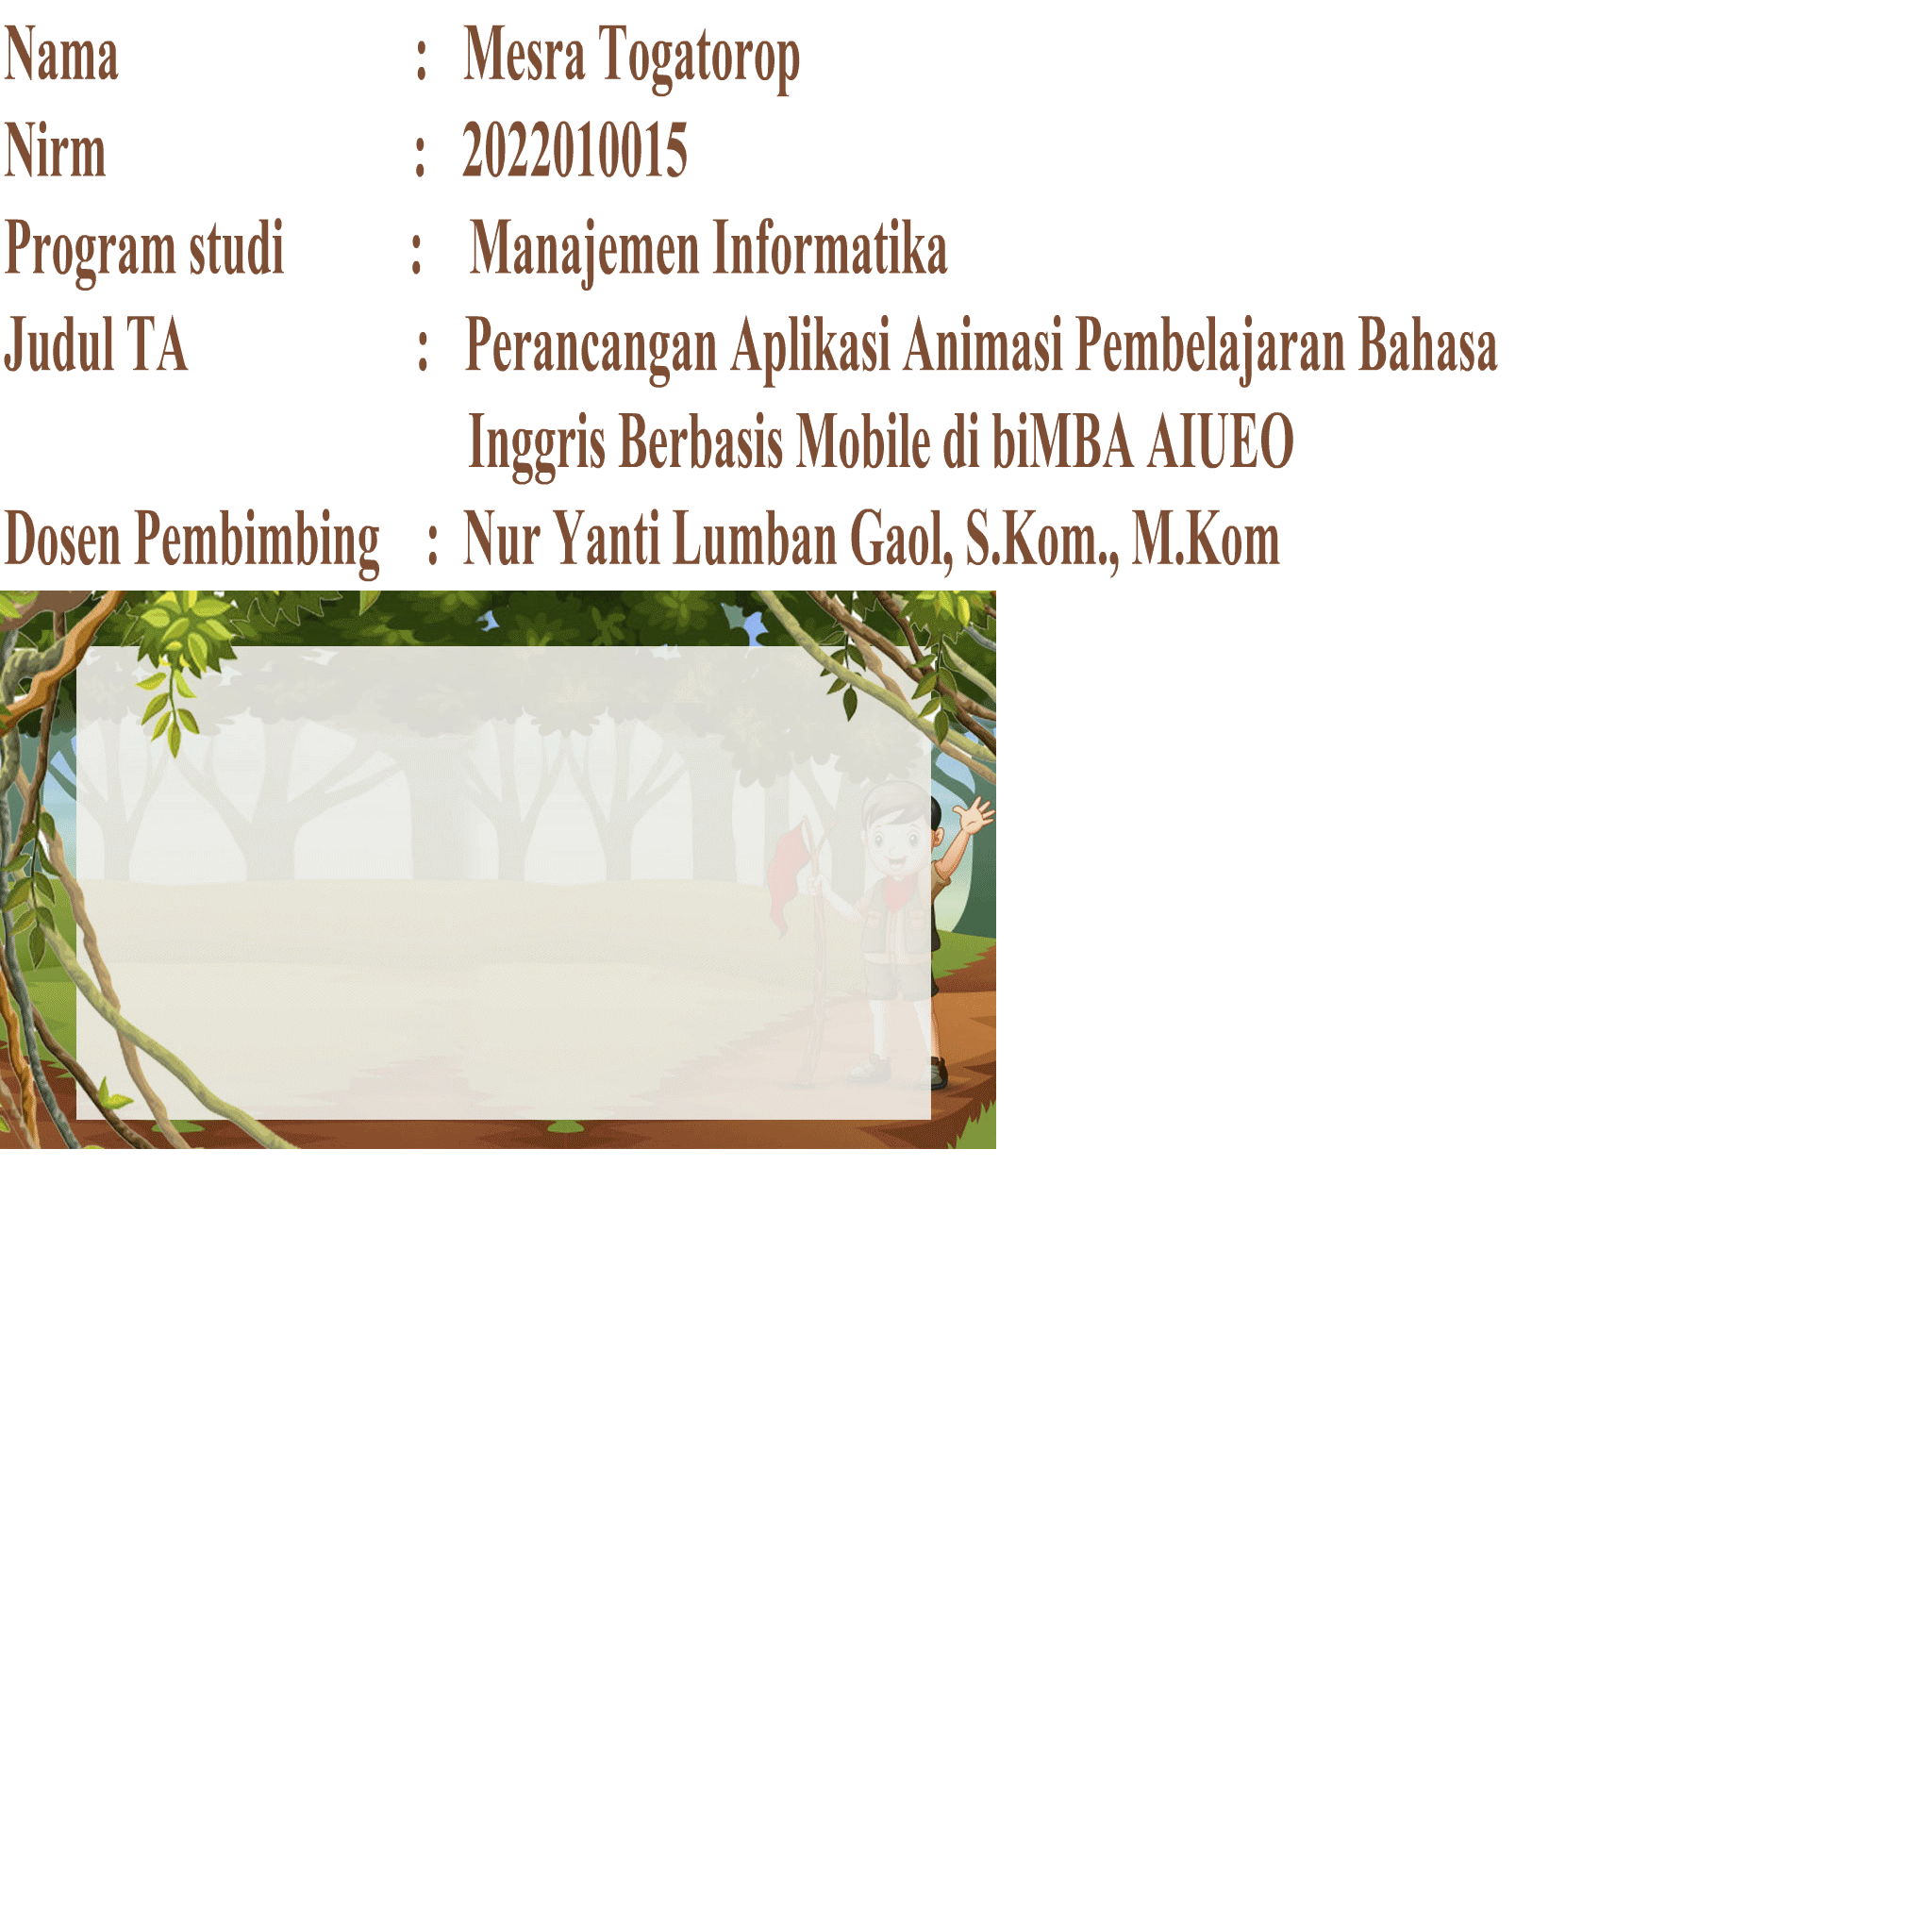 Nama : Mesra Togatorop
Nirm : 2022010015
Program studi : Manajemen Informatika
Judul TA : Perancangan Aplikasi Animasi Pembelajaran Bahasa
Inggris Berbasis Mobile di biMBA AIUEO
Dosen Pembimbing : Nur Yanti Lumban Gaol, S.Kom., M.Kom